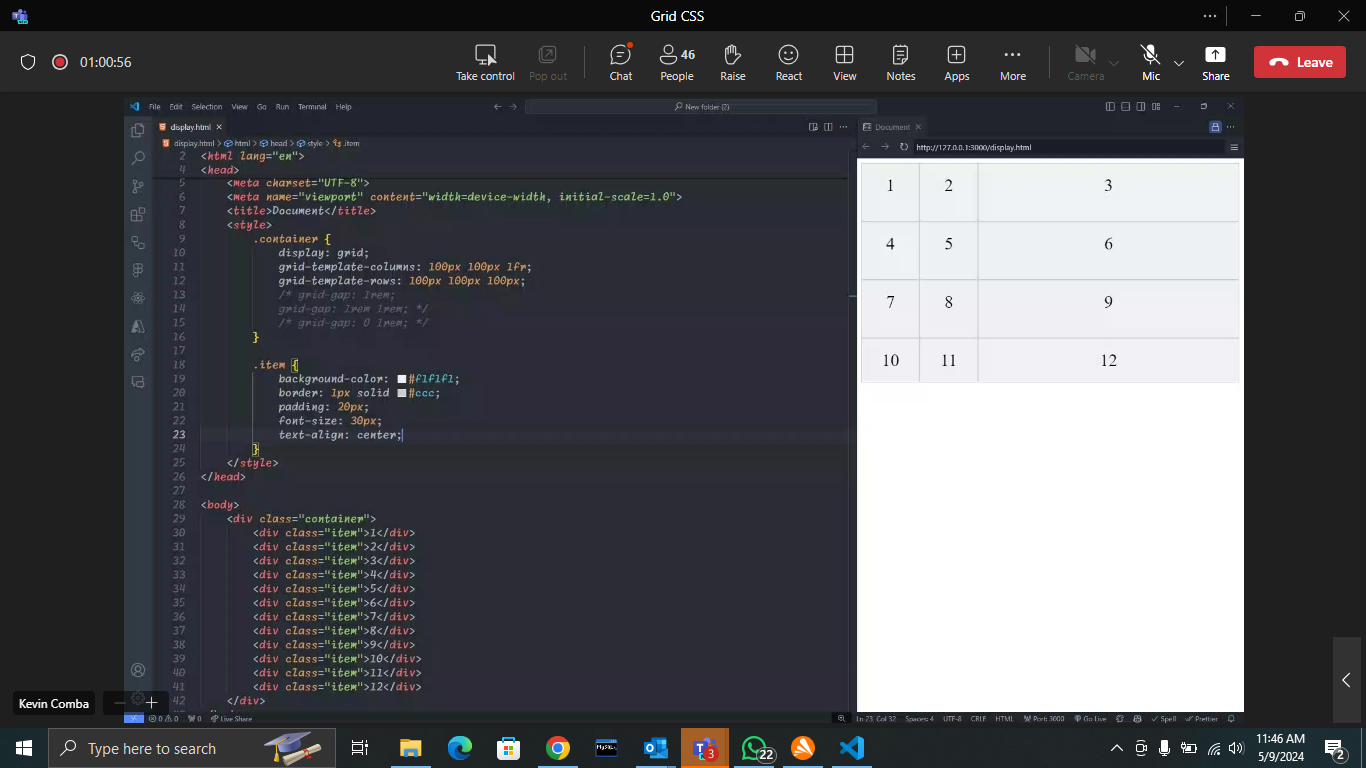 Grid CSS
01:00:56
Take control
Pop out
Chat
46
People
Raise
React
View
Notes
Apps
More
Camera
Mic
Share
Leave
File Edit Selection View Go Run Terminal Help
New folder (2)
display.html
display.html > html > head > style > .item
2 <html lang="en">
4 <head>
5 <meta charset="UTF-8">
6 <meta name="viewport" content="width=device-width, initial-scale=1.0">
7 <title>Document</title>
8 <style>
9 .container {
10 display: grid;
11 grid-template-columns: 100px 100px 1fr;
12 grid-template-rows: 100px 100px 100px;
13 /* grid-gap: 1rem;
14 grid-gap: 1rem 1rem; */
15 /* grid-gap: 0 1rem; */
16 }
17
18 .item {
19 background-color: #f1f1f1;
20 border: 1px solid #ccc;
21 padding: 20px;
22 font-size: 30px;
23 text-align: center;
24 }
25 </style>
26 </head>
27
28 <body>
29 <div class="container">
30 <div class="item">1</div>
31 <div class="item">2</div>
32 <div class="item">3</div>
33 <div class="item">4</div>
34 <div class="item">5</div>
35 <div class="item">6</div>
36 <div class="item">7</div>
37 <div class="item">8</div>
38 <div class="item">9</div>
39 <div class="item">10</div>
40 <div class="item">11</div>
41 <div class="item">12</div>
42 </div>
Document
http://127.0.0.1:3000/display.html
1 2 3
4 5 6
7 8 9
10 11 12
Kevin Comba
0 0 0 Live Share
Ln 23, Col 32 Spaces: 4 UTF-8 CRLF HTML Port: 3000 Go Live Spell Prettier
Type here to search
MySQL
3
22
11:46 AM
5/9/2024
2